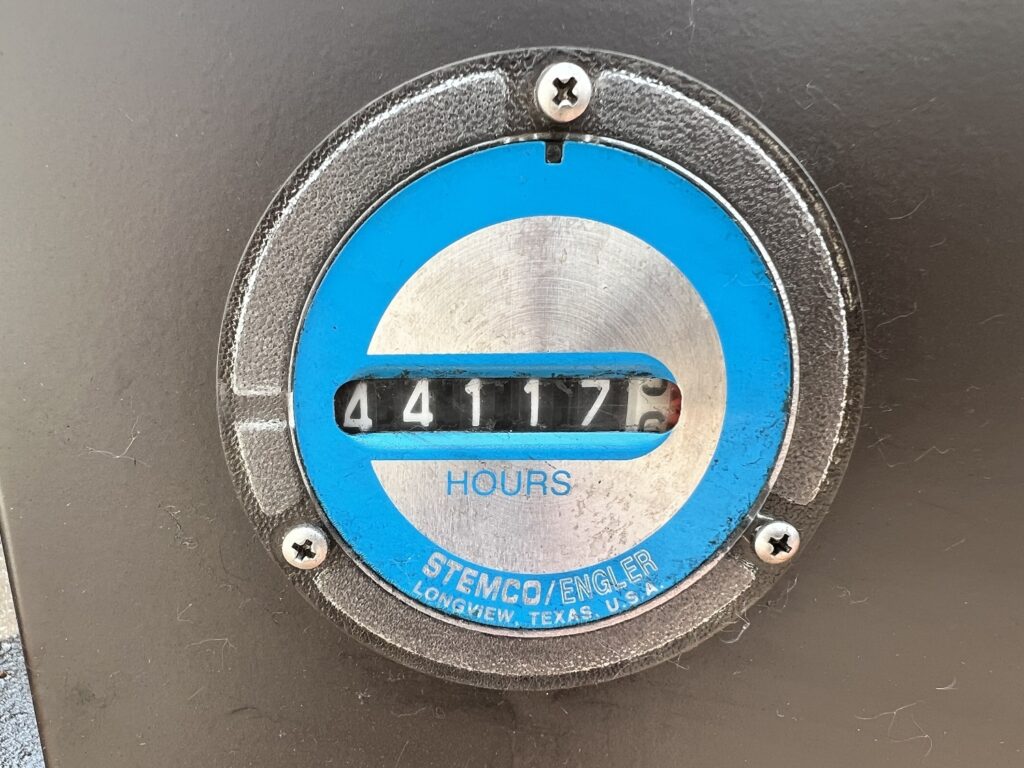 44117
HOURS
STEMCO/ENGLER
LONGVIEW, TEXAS. U.S.A.